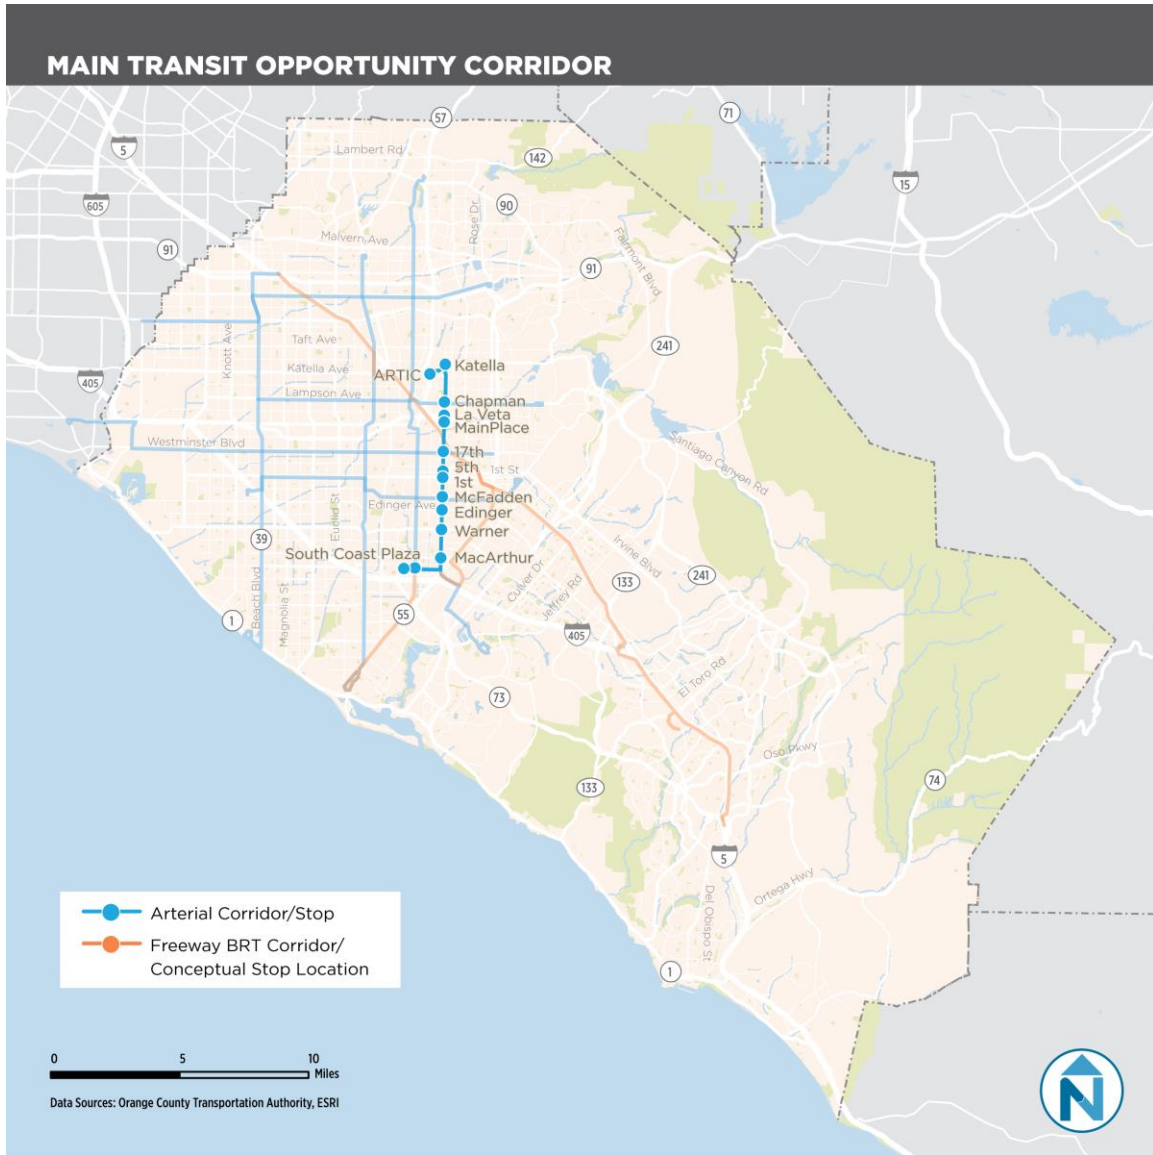 MAIN TRANSIT OPPORTUNITY CORRIDOR
57
71
5
Lambert Rd
142
15
605
90
Rose Dr
Malvern Ave
91
Fairmont Blvd
91
Knott Ave
Taft Ave
241
Katella Ave
ARTIC
Katella
405
Lampson Ave
Chapman
La Veta
MainPlace
Westminster Blvd
17th
Santiago Canyon Rd
5th
1st St
1st
McFadden
Edinger Ave
Edinger
Euclid St
Warner
39
South Coast Plaza
MacArthur
Irvine Blvd
Culver Dr
133
241
Jeffrey Rd
Beach Blvd
Magnolia St
1
55
405
El Toro Rd
73
Oso Pkwy
133
74
5
Ortega Hwy
Del Obispo St
1
Arterial Corridor/Stop
Freeway BRT Corridor/
Conceptual Stop Location
0 5 10
Miles
Data Sources: Orange County Transportation Authority, ESRI
N